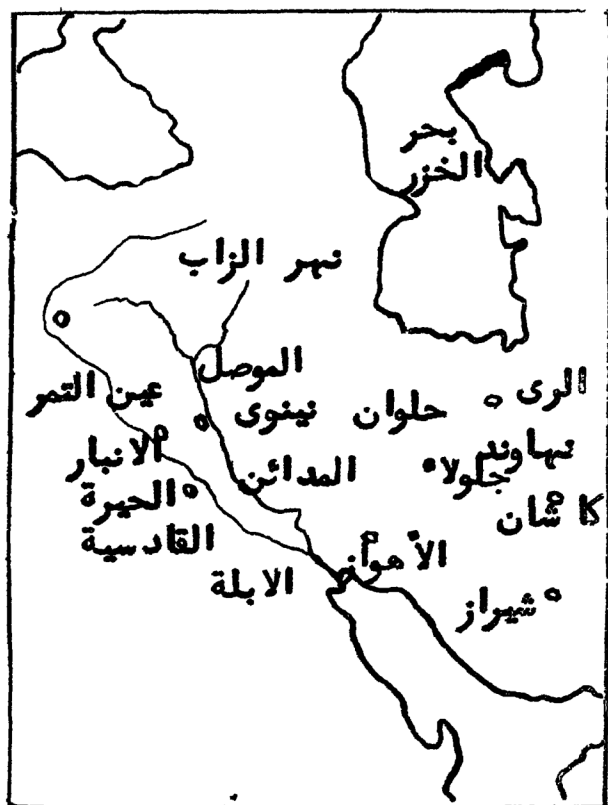 بحر
الخزر
نهر الزاب
الموصل
الرى
عين التمر
نينوى
حلوان
نهاوند
الانبار
المدائن
جلولا
الحيرة
كاشان
القادسية
الأهواز
الابلة
شيراز